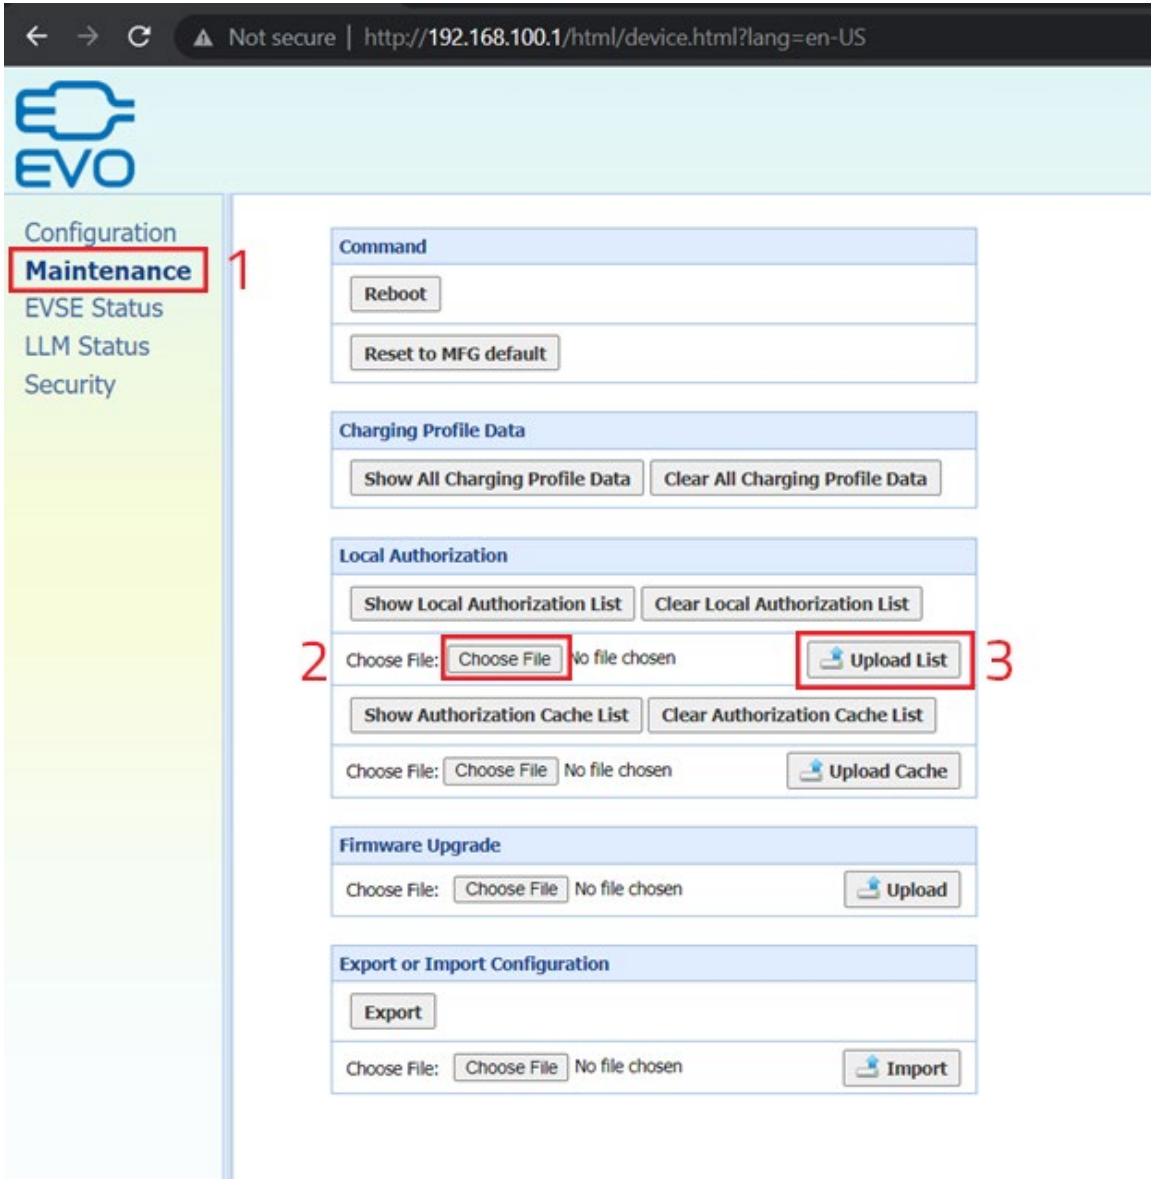 Not secure | http://192.168.100.1/html/device.html?lang=en-US
EVO
Configuration
Maintenance 1
EVSE Status
LLM Status
Security
Command
Reboot
Reset to MFG default
Charging Profile Data
Show All Charging Profile Data Clear All Charging Profile Data
Local Authorization
Show Local Authorization List Clear Local Authorization List
2 Choose File: Choose File No file chosen Upload List 3
Show Authorization Cache List Clear Authorization Cache List
Choose File: Choose File No file chosen Upload Cache
Firmware Upgrade
Choose File: Choose File No file chosen Upload
Export or Import Configuration
Export
Choose File: Choose File No file chosen Import